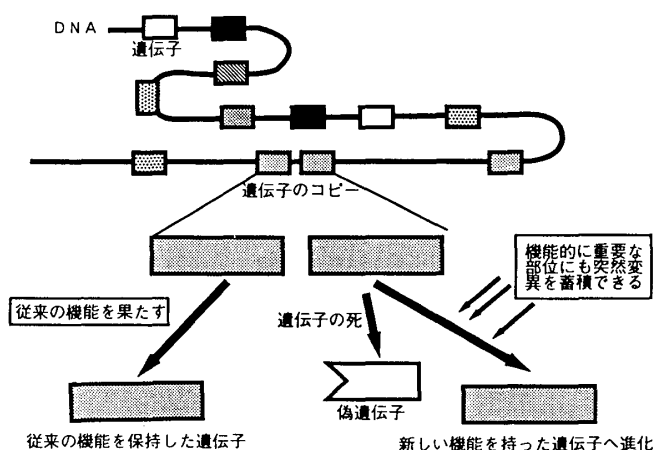 DNA
遺伝子
遺伝子のコピー
機能的に重要な
部位にも突然変
異を蓄積できる
従来の機能を果たす
遺伝子の死
偽遺伝子
従来の機能を保持した遺伝子
新しい機能を持った遺伝子へ進化